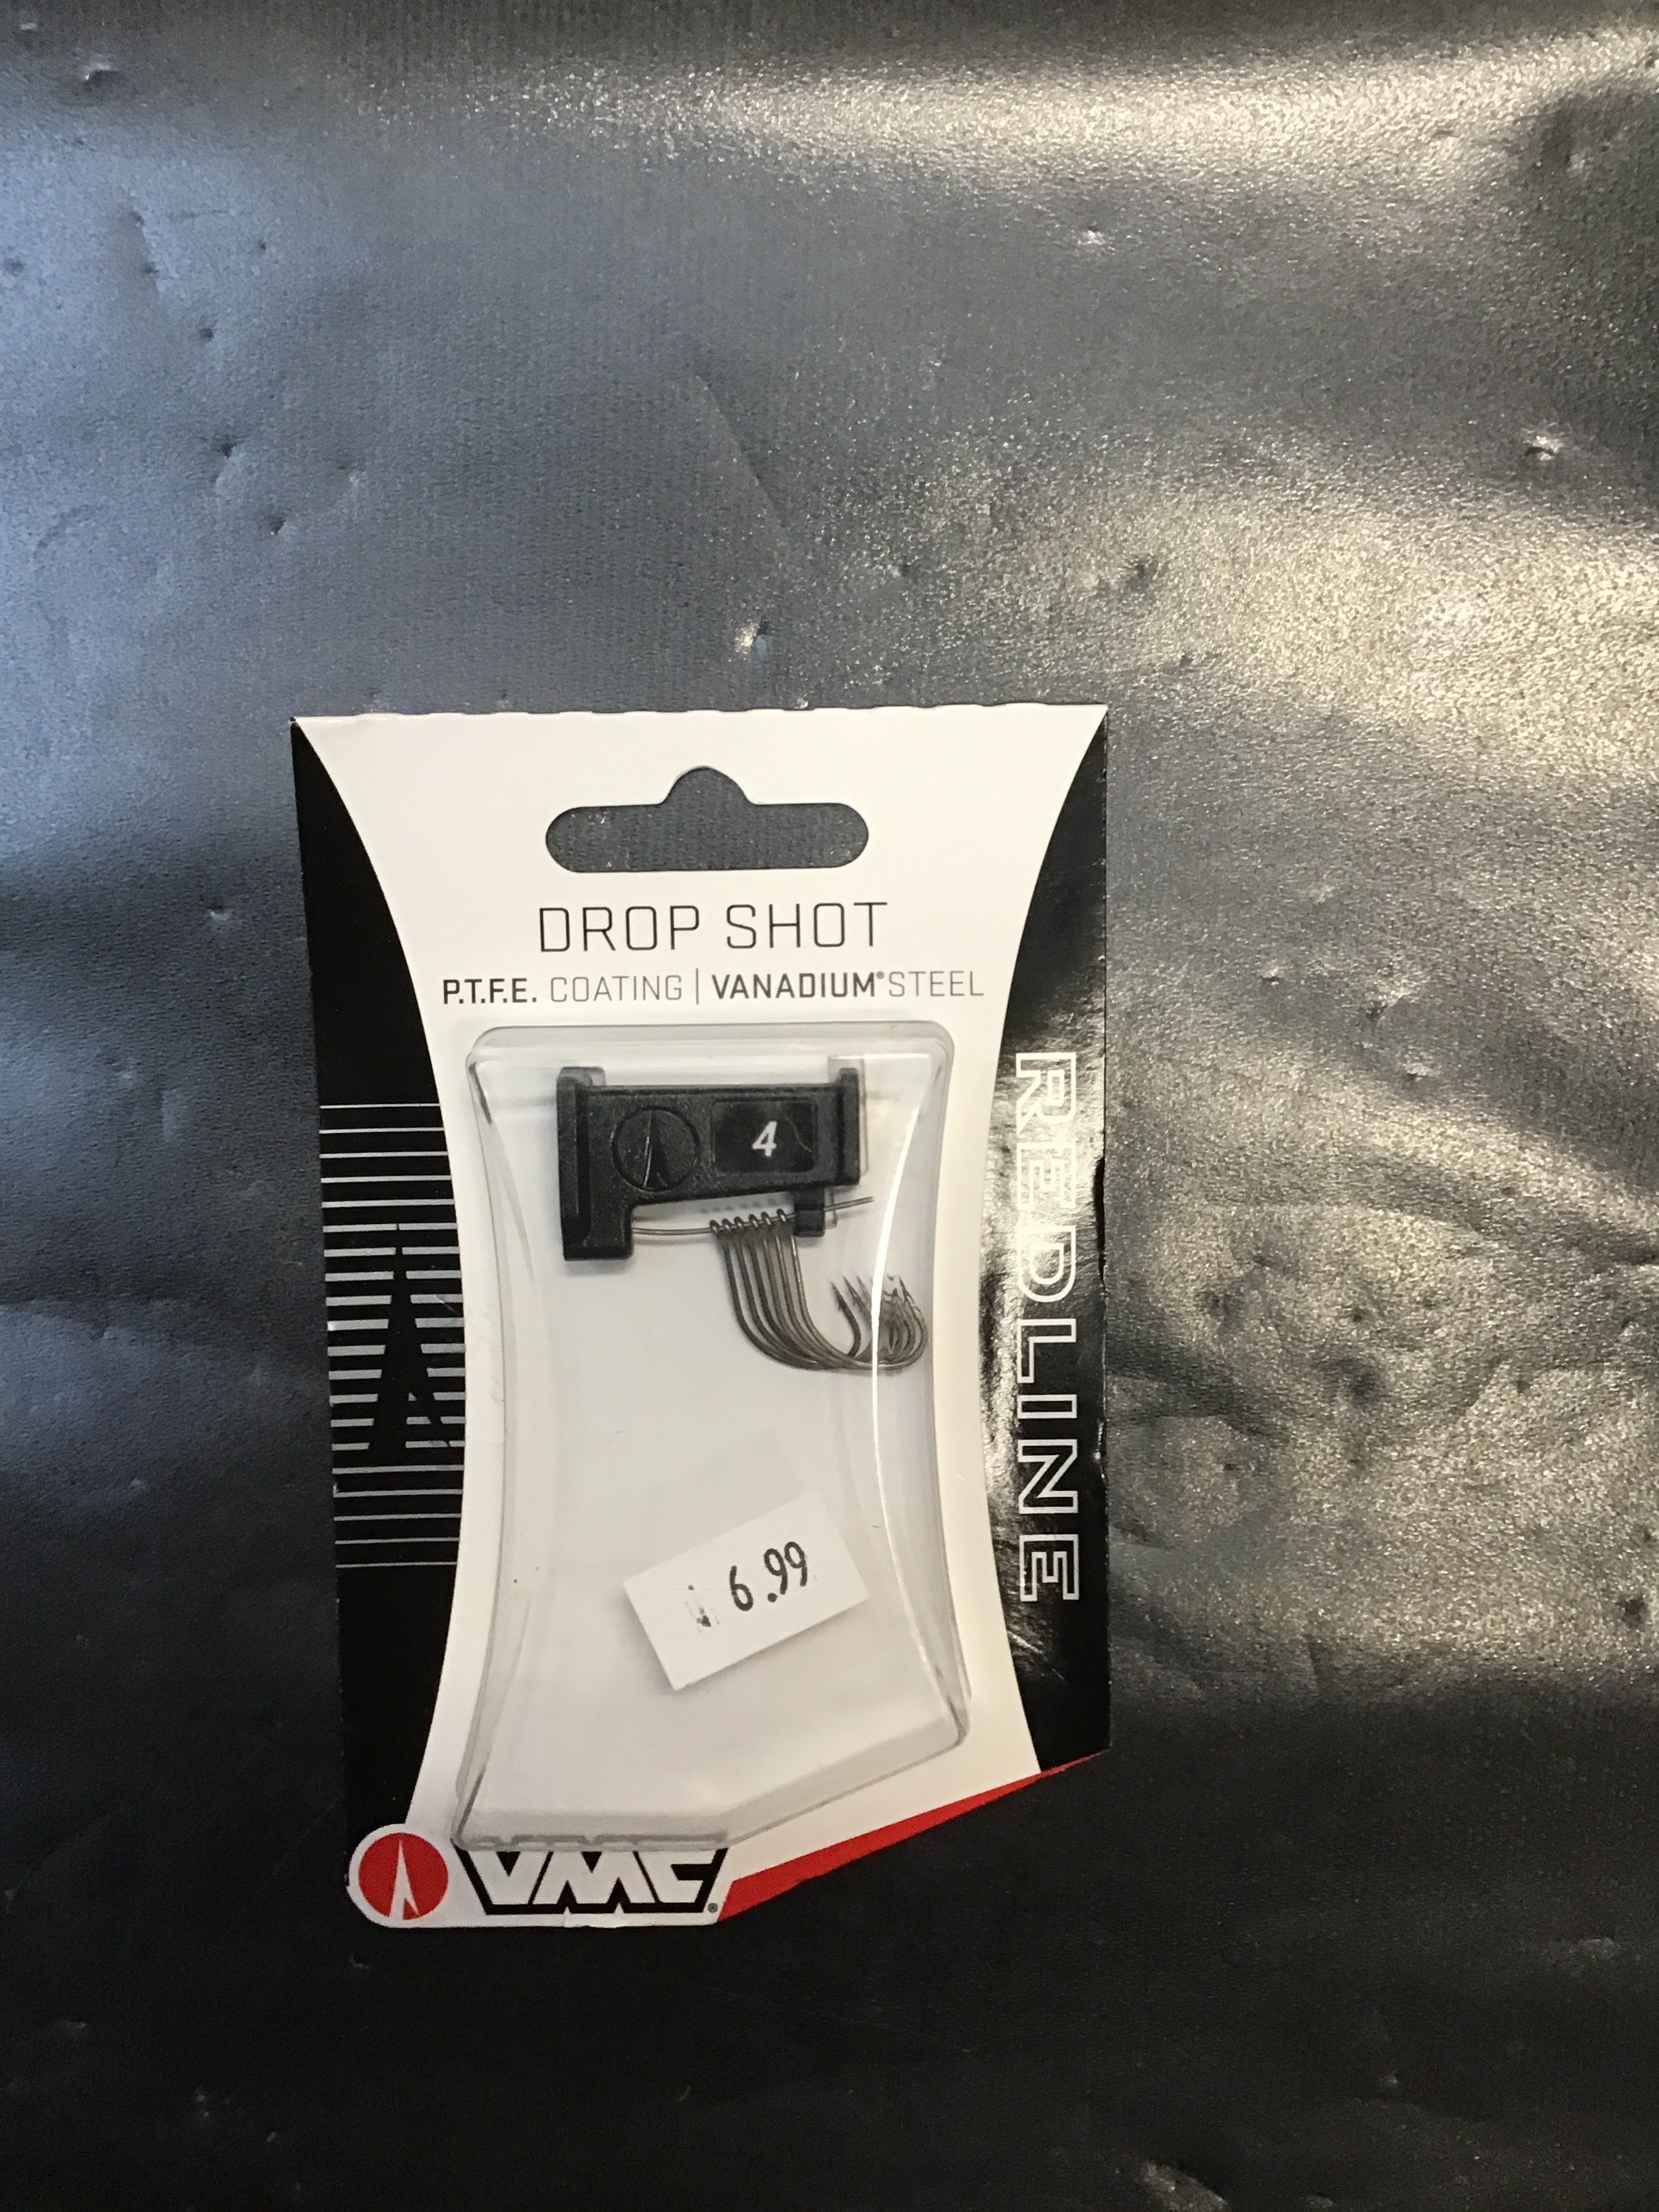 DROP SHOT
P.T.F.E. COATING | VANADIUM® STEEL
4
REDLINE
6.99
VMC®